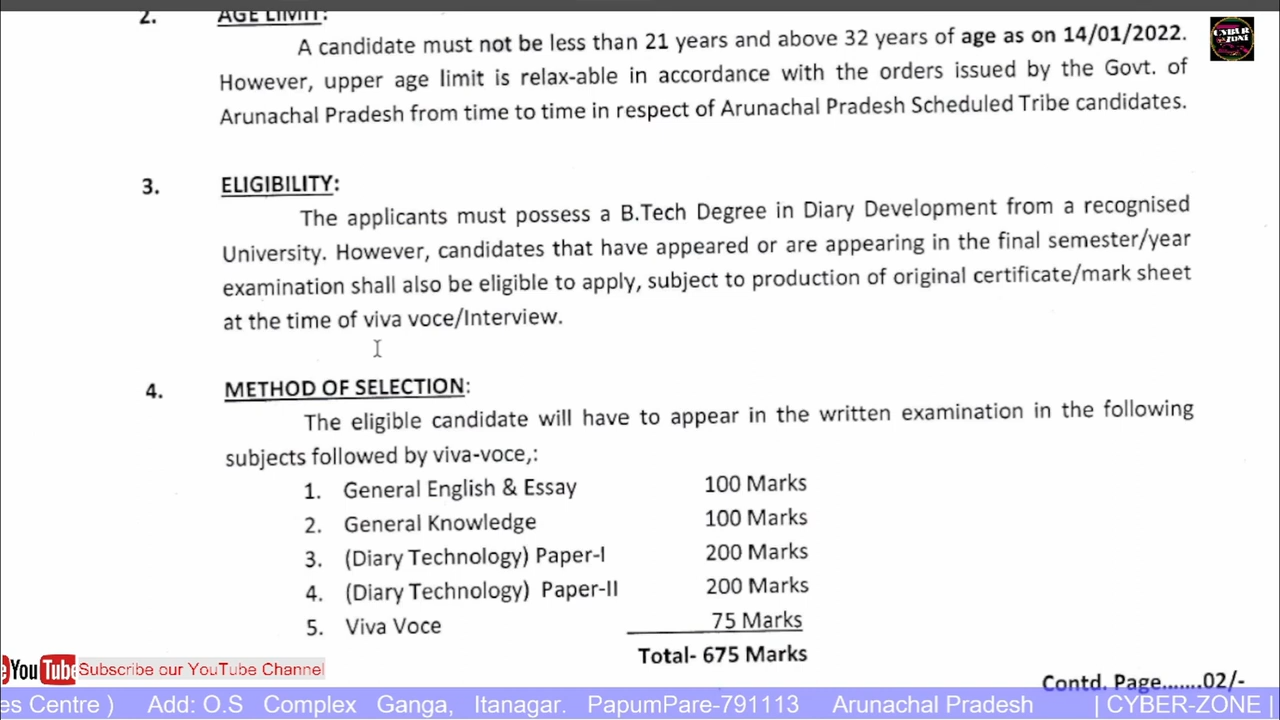 2. AGE LIMIT:
A candidate must not be less than 21 years and above 32 years of age as on 14/01/2022.
However, upper age limit is relax-able in accordance with the orders issued by the Govt. of
Arunachal Pradesh from time to time in respect of Arunachal Pradesh Scheduled Tribe candidates.
CYBER
ZONE
3. ELIGIBILITY:
The applicants must possess a B.Tech Degree in Diary Development from a recognised
University. However, candidates that have appeared or are appearing in the final semester/year
examination shall also be eligible to apply, subject to production of original certificate/mark sheet
at the time of viva voce/Interview.
4. METHOD OF SELECTION:
The eligible candidate will have to appear in the written examination in the following
subjects followed by viva-voce,:
1. General English & Essay 100 Marks
2. General Knowledge 100 Marks
3. (Diary Technology) Paper-I 200 Marks
4. (Diary Technology) Paper-II 200 Marks
5. Viva Voce 75 Marks
Total- 675 Marks
Contd. Page.......02/-
e YouTube Subscribe our YouTube Channel
es Centre ) Add: O.S Complex Ganga, Itanagar. PapumPare-791113 Arunachal Pradesh | CYBER-ZONE |